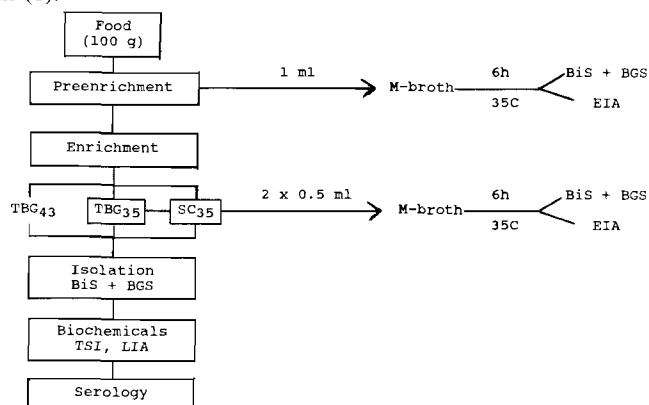 Food
(100 g)
Preenrichment
1 ml
M-broth
6h
35C
BiS + BGS
EIA
Enrichment
TBG43
TBG35
SC35
2 x 0.5 ml
M-broth
6h
35C
BiS + BGS
EIA
Isolation
BiS + BGS
Biochemicals
TSI, LIA
Serology